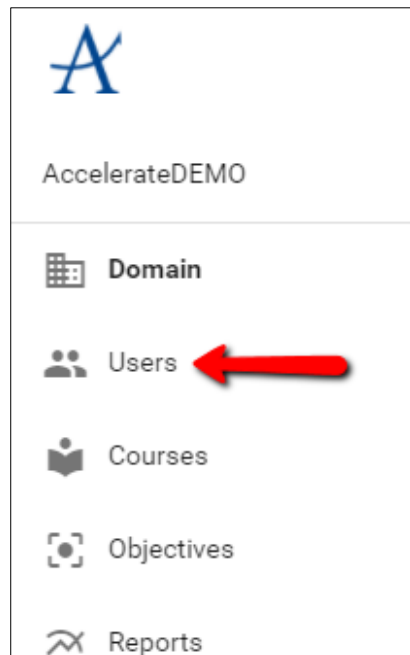 AccelerateDEMO
Domain
Users
Courses
Objectives
Reports